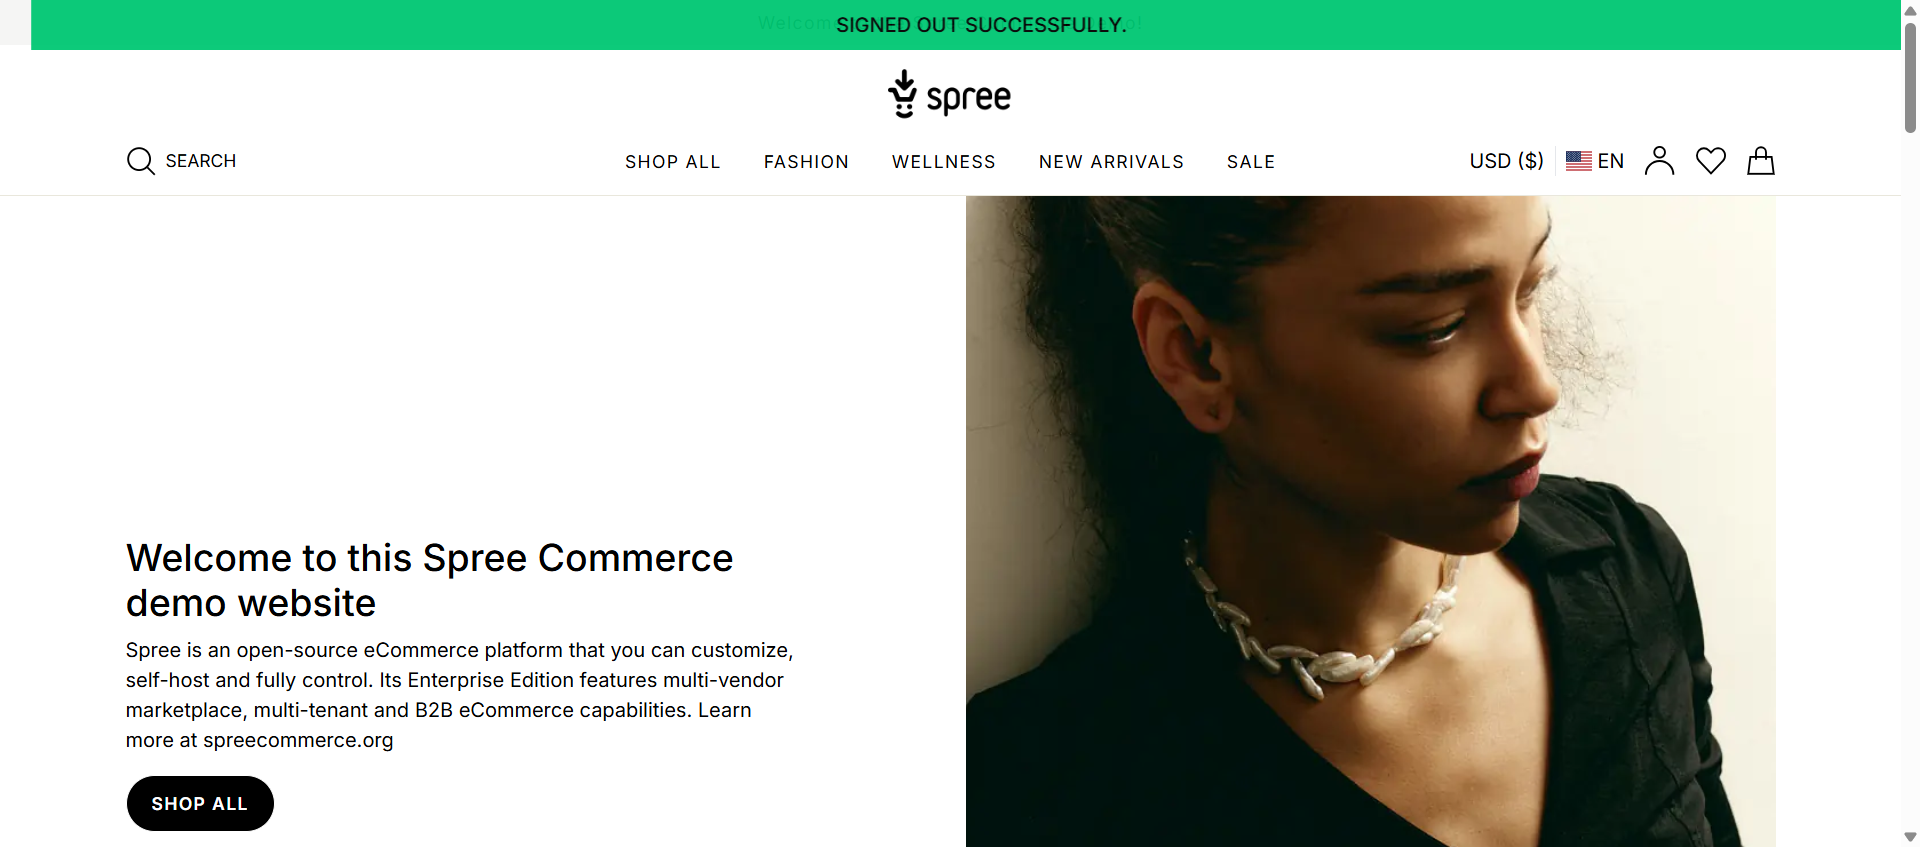 SIGNED OUT SUCCESSFULLY.
spree
SEARCH
SHOP ALL
FASHION
WELLNESS
NEW ARRIVALS
SALE
USD ($)
EN
Welcome to this Spree Commerce
demo website
Spree is an open-source eCommerce platform that you can customize,
self-host and fully control. Its Enterprise Edition features multi-vendor
marketplace, multi-tenant and B2B eCommerce capabilities. Learn
more at spreecommerce.org
SHOP ALL